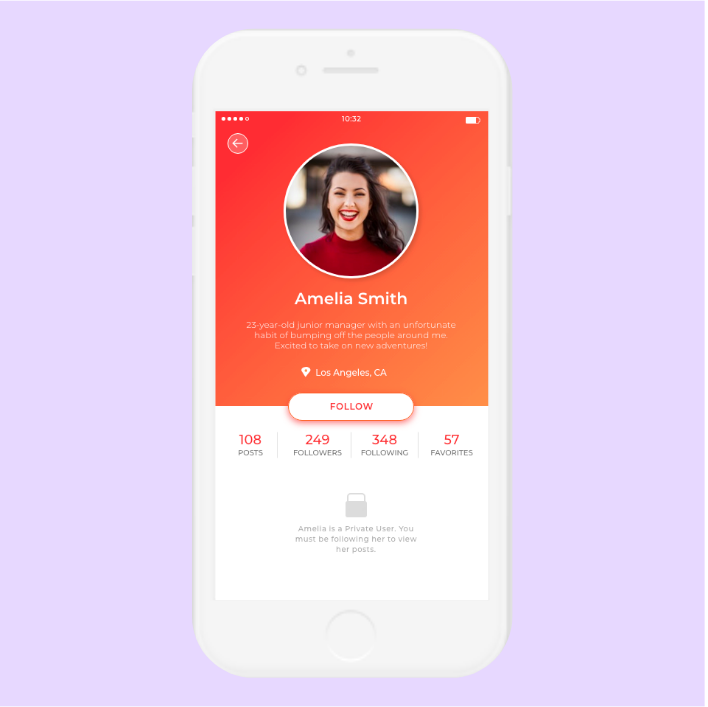 10:32
Amelia Smith
23-year-old junior manager with an unfortunate
habit of bumping off the people around me.
Excited to take on new adventures!
Los Angeles, CA
FOLLOW
108 249 348 57
POSTS FOLLOWERS FOLLOWING FAVORITES
Amelia is a Private User. You
must be following her to view
her posts.